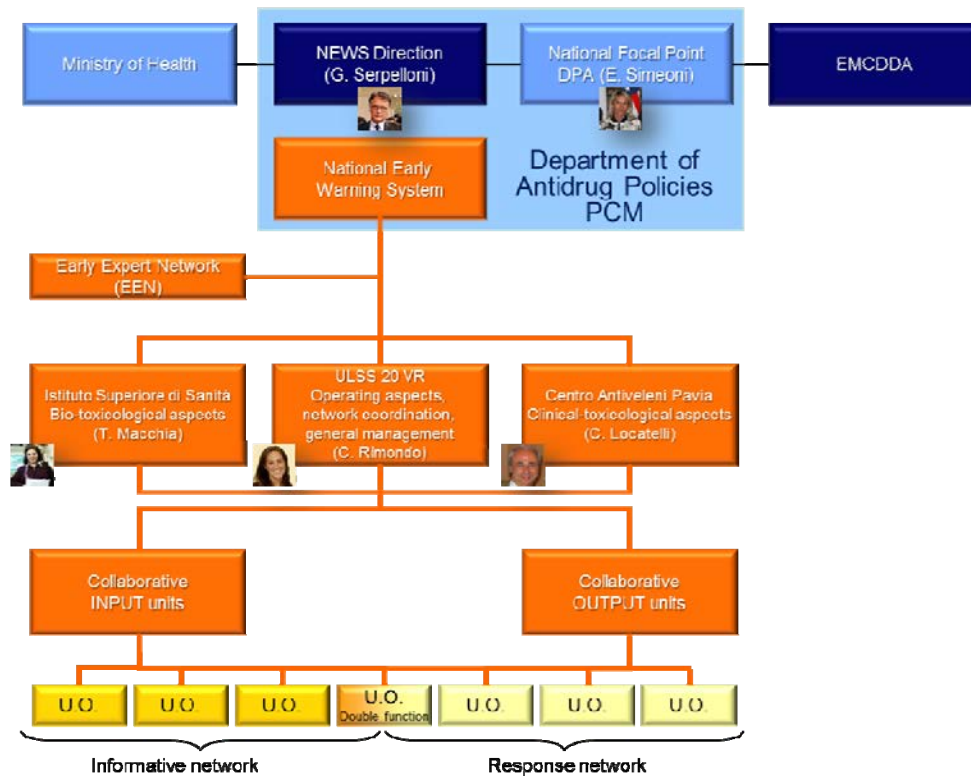 Ministry of Health
NEWS Direction
(G. Serpelloni)
National Focal Point
DPA (E. Simeoni)
EMCDDA
National Early
Warning System
Department of
Antidrug Policies
PCM
Early Expert Network
(EEN)
Istituto Superiore di Sanità
Bio-toxicological aspects
(T. Macchia)
ULSS 20 VR
Operating aspects,
network coordination,
general management
(C. Rimondo)
Centro Antiveleni Pavia
Clinical-toxicological aspects
(C. Locatelli)
Collaborative
INPUT units
Collaborative
OUTPUT units
U.O.
U.O.
U.O.
U.O.
Double function
U.O.
U.O.
U.O.
Informative network
Response network